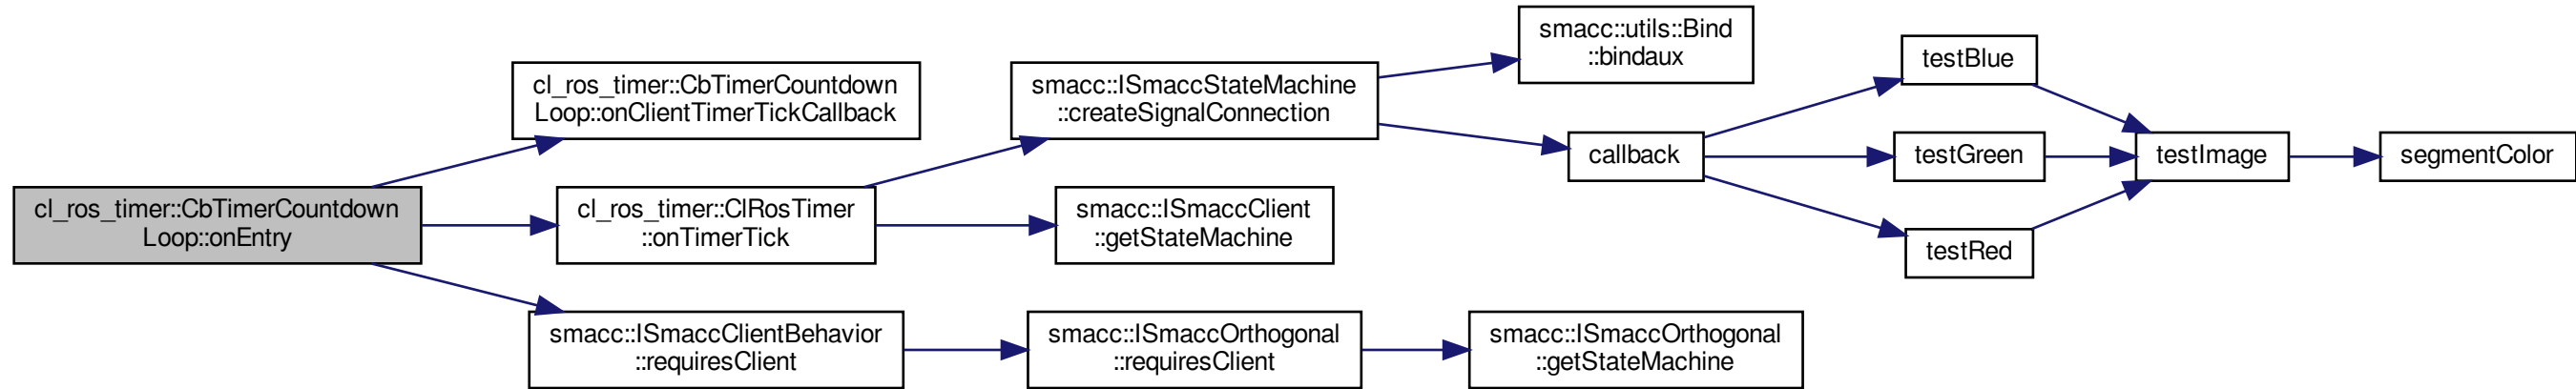 cl_ros_timer::CbTimerCountdown
Loop::onEntry
cl_ros_timer::CbTimerCountdown
Loop::onClientTimerTickCallback
cl_ros_timer::ClRosTimer
::onTimerTick
smacc::ISmaccClientBehavior
::requiresClient
smacc::ISmaccStateMachine
::createSignalConnection
smacc::ISmaccClient
::getStateMachine
smacc::ISmaccOrthogonal
::requiresClient
smacc::utils::Bind
::bindaux
callback
smacc::ISmaccOrthogonal
::getStateMachine
testBlue
testGreen
testRed
testImage
segmentColor